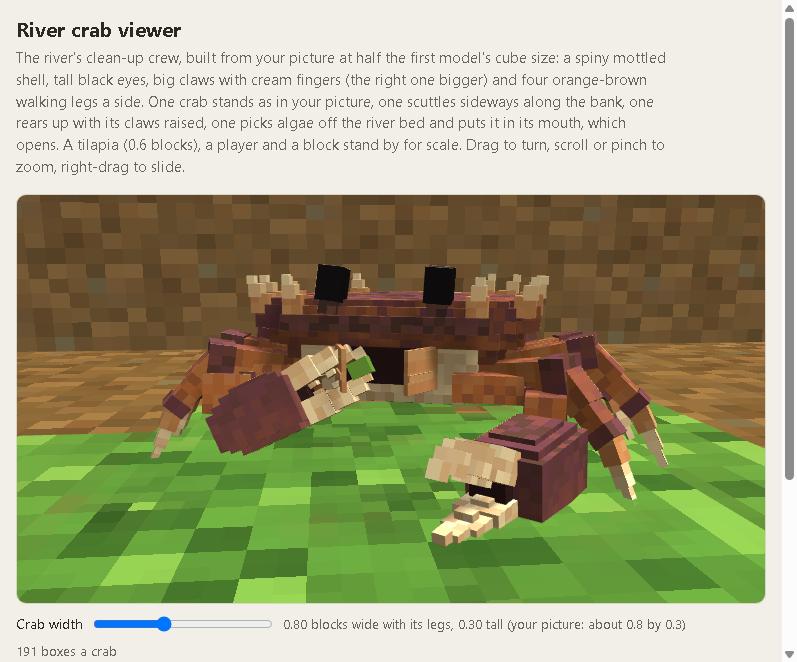 River crab viewer
The river's clean-up crew, built from your picture at half the first model's cube size: a spiny mottled
shell, tall black eyes, big claws with cream fingers (the right one bigger) and four orange-brown
walking legs a side. One crab stands as in your picture, one scuttles sideways along the bank, one
rears up with its claws raised, one picks algae off the river bed and puts it in its mouth, which
opens. A tilapia (0.6 blocks), a player and a block stand by for scale. Drag to turn, scroll or pinch to
zoom, right-drag to slide.
Crab width 0.80 blocks wide with its legs, 0.30 tall (your picture: about 0.8 by 0.3)
191 boxes a crab